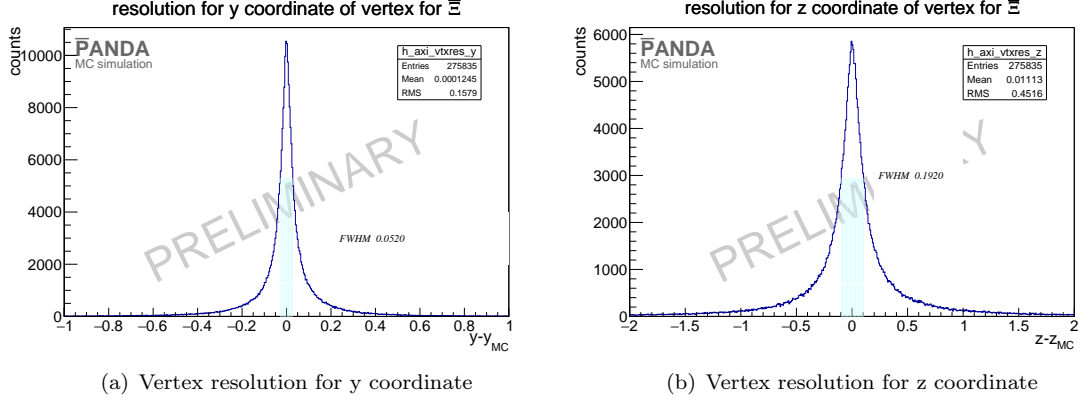 resolution for y coordinate of vertex for Ξ̄
counts
P̄ANDA
MC simulation
h_axi_vtxres_y
Entries 275835
Mean 0.0001245
RMS 0.1579
10000
8000
6000
4000
2000
0
PRELIMINARY
FWHM 0.0520
−1 −0.8 −0.6 −0.4 −0.2 0 0.2 0.4 0.6 0.8 1
y-yMC
(a) Vertex resolution for y coordinate
resolution for z coordinate of vertex for Ξ̄
counts
P̄ANDA
MC simulation
h_axi_vtxres_z
Entries 275835
Mean 0.01113
RMS 0.4516
6000
5000
4000
3000
2000
1000
0
PRELIM
Y
FWHM 0.1920
−2 −1.5 −1 −0.5 0 0.5 1 1.5 2
z-zMC
(b) Vertex resolution for z coordinate